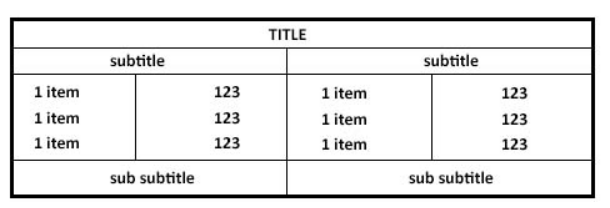 TITLE
subtitle subtitle
1 item 123 1 item 123
1 item 123 1 item 123
1 item 123 1 item 123
sub subtitle sub subtitle